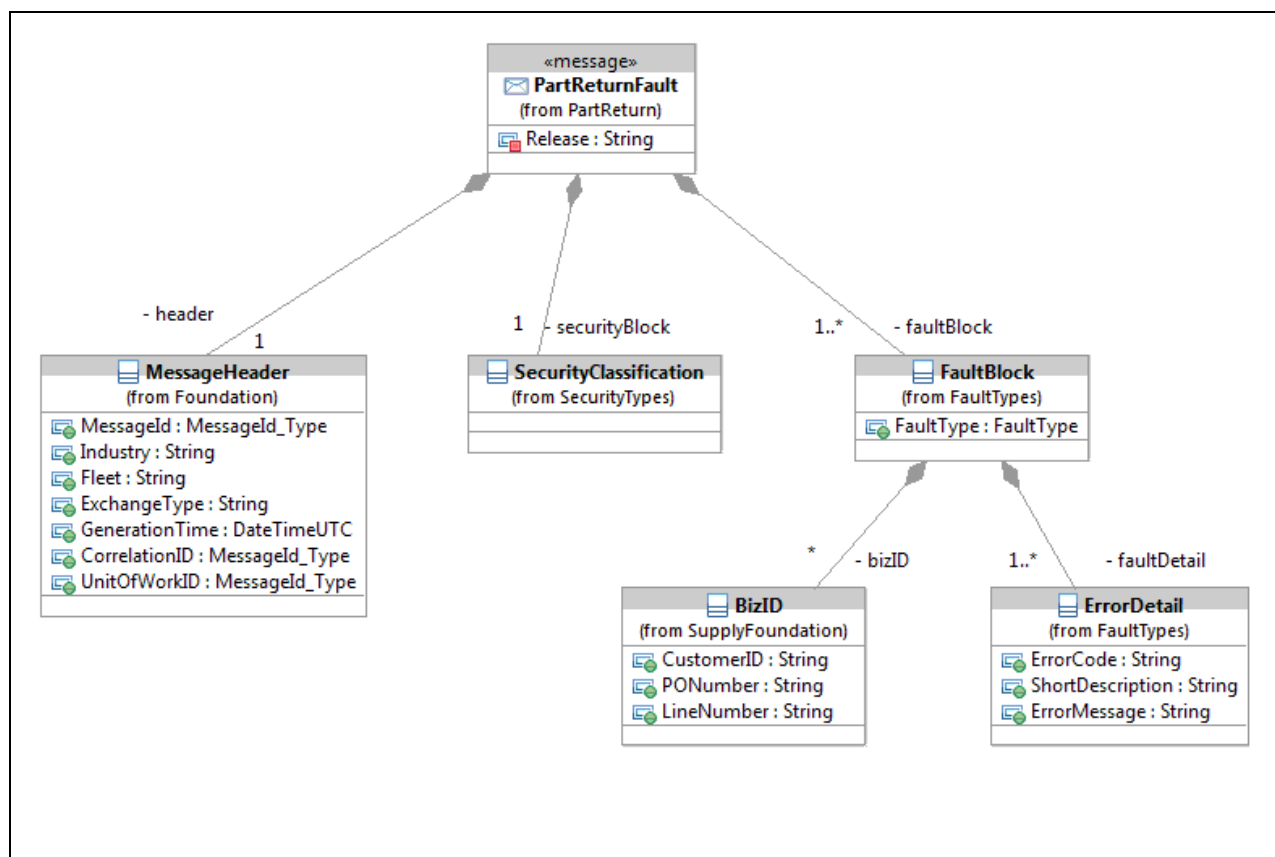 «message»
PartReturnFault
(from PartReturn)
Release : String
- header
1
1
- securityBlock
1..*
- faultBlock
MessageHeader
(from Foundation)
MessageId : MessageId_Type
Industry : String
Fleet : String
ExchangeType : String
GenerationTime : DateTimeUTC
CorrelationID : MessageId_Type
UnitOfWorkID : MessageId_Type
SecurityClassification
(from SecurityTypes)
FaultBlock
(from FaultTypes)
FaultType : FaultType
*
- bizID
1..*
- faultDetail
BizID
(from SupplyFoundation)
CustomerID : String
PONumber : String
LineNumber : String
ErrorDetail
(from FaultTypes)
ErrorCode : String
ShortDescription : String
ErrorMessage : String